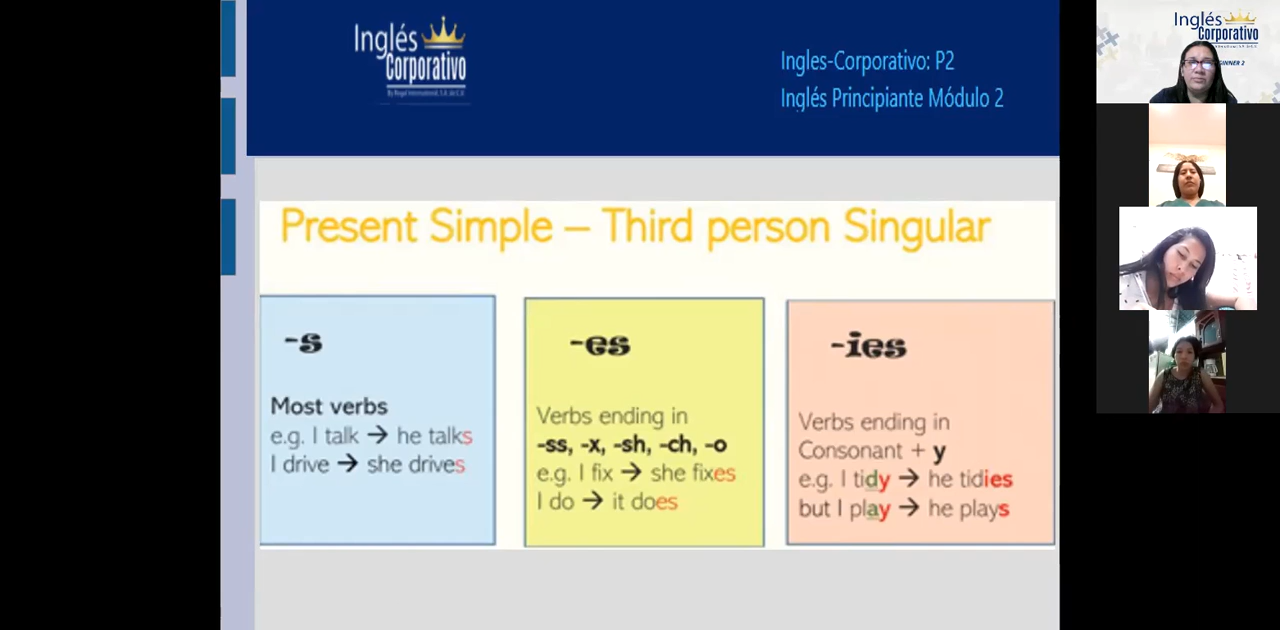 Inglés
Corporativo
Ingles-Corporativo: P2
Inglés Principiante Módulo 2
Present Simple – Third person Singular
-s
Most verbs
e.g. I talk → he talks
I drive → she drives
-es
Verbs ending in
-ss, -x, -sh, -ch, -o
e.g. I fix → she fixes
I do → it does
-ies
Verbs ending in
Consonant + y
e.g. I tidy → he tidies
but I play → he plays
Inglés
Corporativo